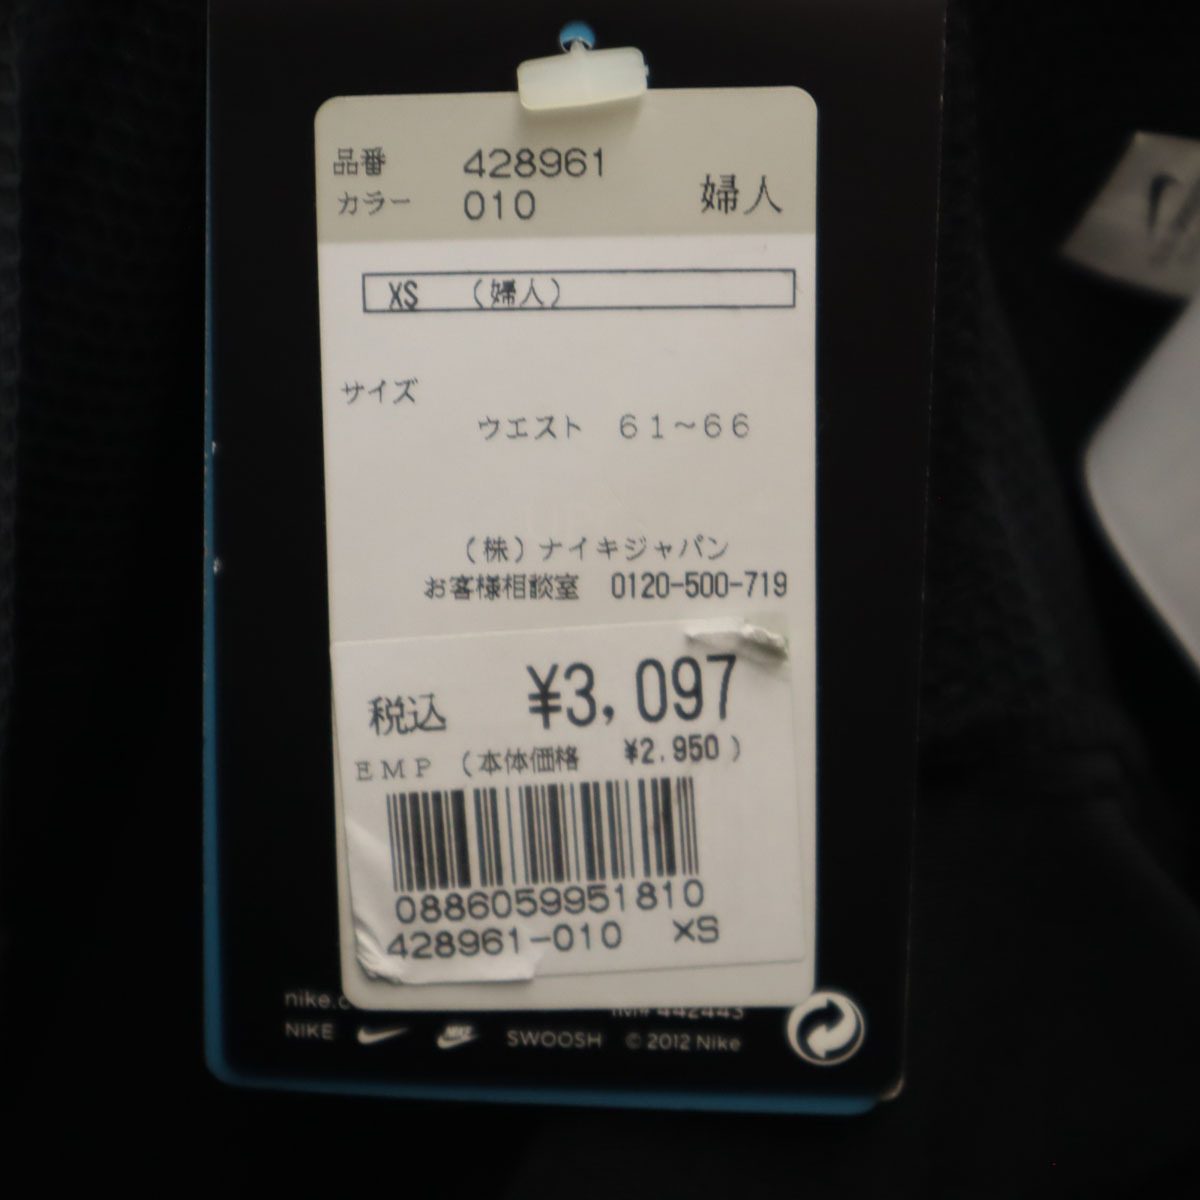 品番 428961
カラー 010 婦人
XS (婦人)
サイズ
ウエスト 61~66
(株)ナイキジャパン
お客様相談室 0120-500-719
税込 ¥3,097
EMP (本体価格 ¥2.950)
0886059951810
428961-010 XS
nike.c
442443
NIKE NIKE SWOOSH © 2012 Nike